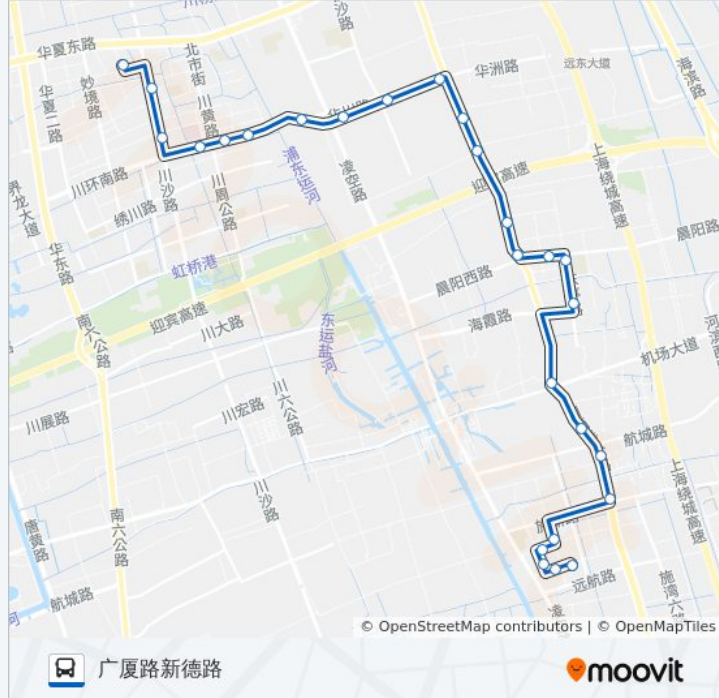 华夏东路
北市街
沙路
华洲路
远东大道
海滨路
妙境路
华夏二路
川黄路
上海绕城高速
浦东运河
凌空路
迎宾高速
川环南路
川沙路
川周公路
绣川路
界龙大道
华东路
晨阳路
虹桥港
晨阳西路
迎宾高速
川大路
东运盐河
海霞路
机场大道
南六公路
川六公路
川宏路
川展路
航城路
川沙路
上海绕城高速
唐黄路
南六公路
航城路
远航路
施湾六路
© OpenStreetMap contributors | © OpenMapTiles
广厦路新德路
moovit